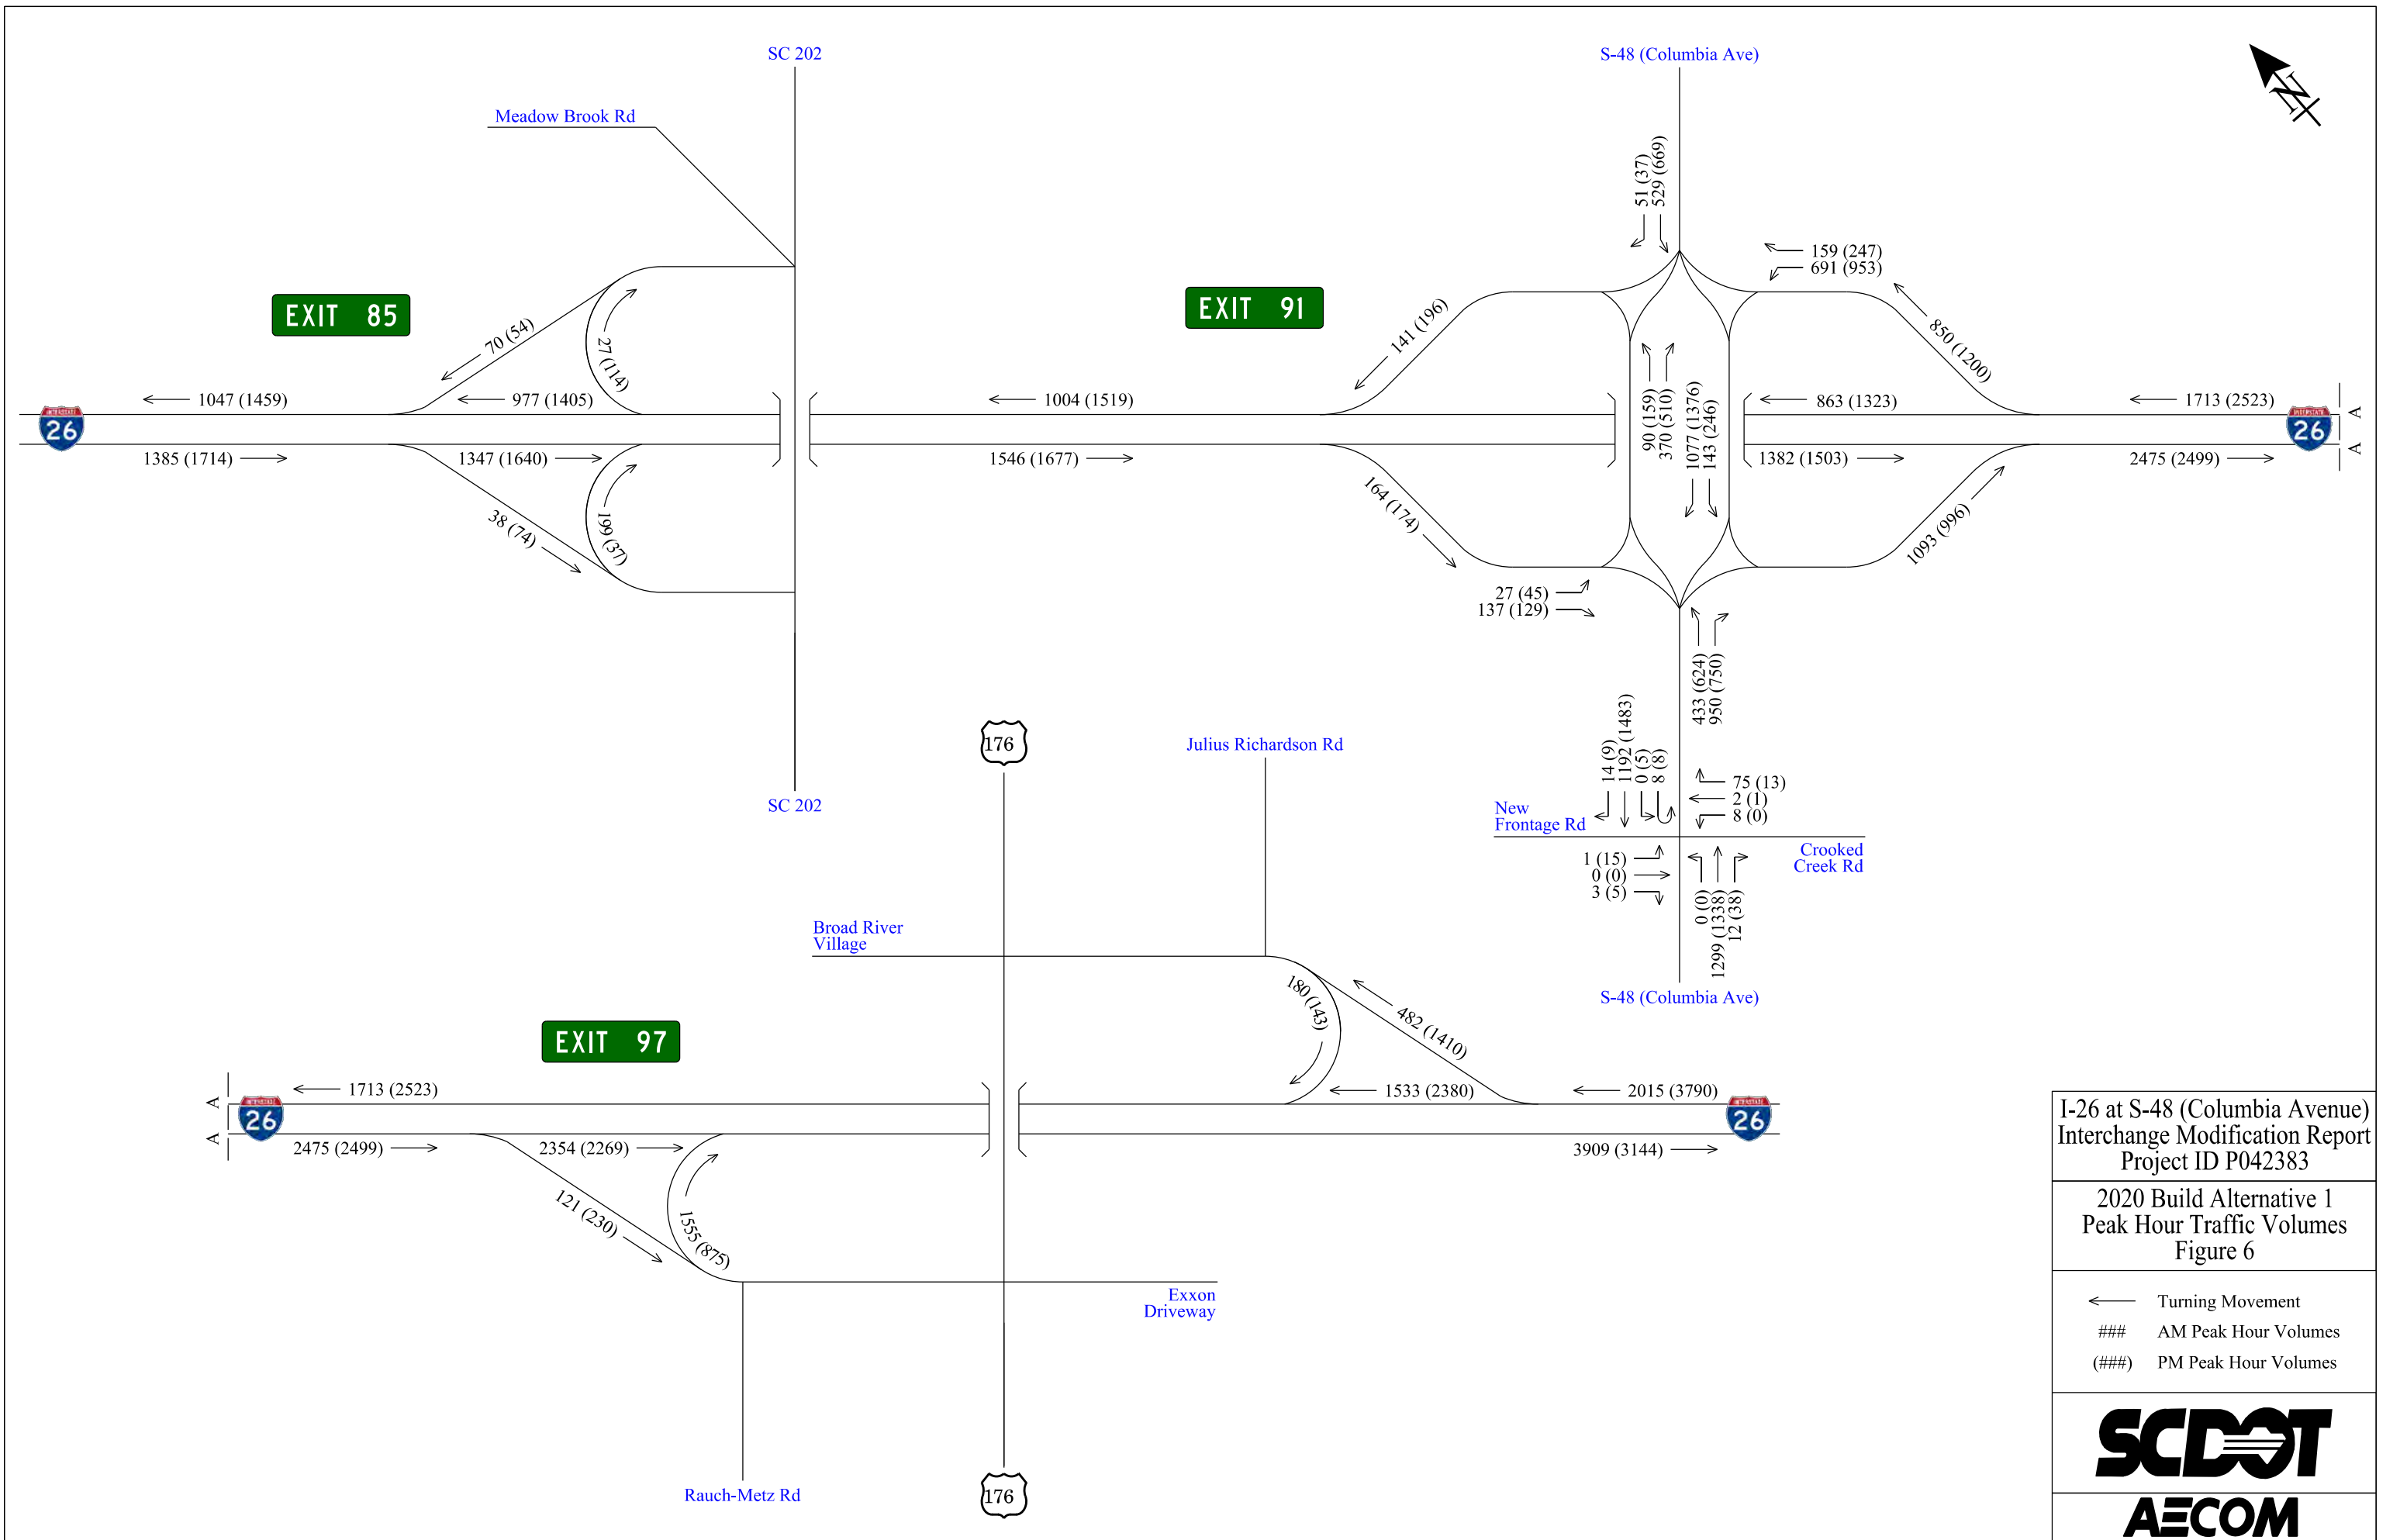 SC 202
S-48 (Columbia Ave)
N
Meadow Brook Rd
51 (37)
529 (669)
159 (247)
691 (953)
EXIT 85
EXIT 91
70 (54)
27 (114)
141 (196)
850 (1200)
1047 (1459)
977 (1405)
1004 (1519)
90 (159)
370 (510)
1077 (1376)
143 (246)
863 (1323)
1713 (2523)
A
INTERSTATE
26
INTERSTATE
26
1385 (1714)
1347 (1640)
1546 (1677)
1382 (1503)
2475 (2499)
A
38 (74)
199 (37)
164 (174)
1093 (996)
27 (45)
137 (129)
433 (624)
950 (750)
SC 202
176
Julius Richardson Rd
14 (9)
1192 (1483)
0 (5)
8 (8)
75 (13)
2 (1)
8 (0)
New
Frontage Rd
Crooked
Creek Rd
1 (15)
0 (0)
3 (5)
0 (0)
1299 (1338)
12 (38)
S-48 (Columbia Ave)
Broad River
Village
180 (143)
482 (1410)
EXIT 97
A
1713 (2523)
1533 (2380)
2015 (3790)
INTERSTATE
26
INTERSTATE
26
A
2475 (2499)
2354 (2269)
3909 (3144)
121 (230)
1555 (875)
Exxon
Driveway
Rauch-Metz Rd
176
I-26 at S-48 (Columbia Avenue)
Interchange Modification Report
Project ID P042383
2020 Build Alternative 1
Peak Hour Traffic Volumes
Figure 6
Turning Movement
### AM Peak Hour Volumes
(###) PM Peak Hour Volumes
SCDOT
AECOM